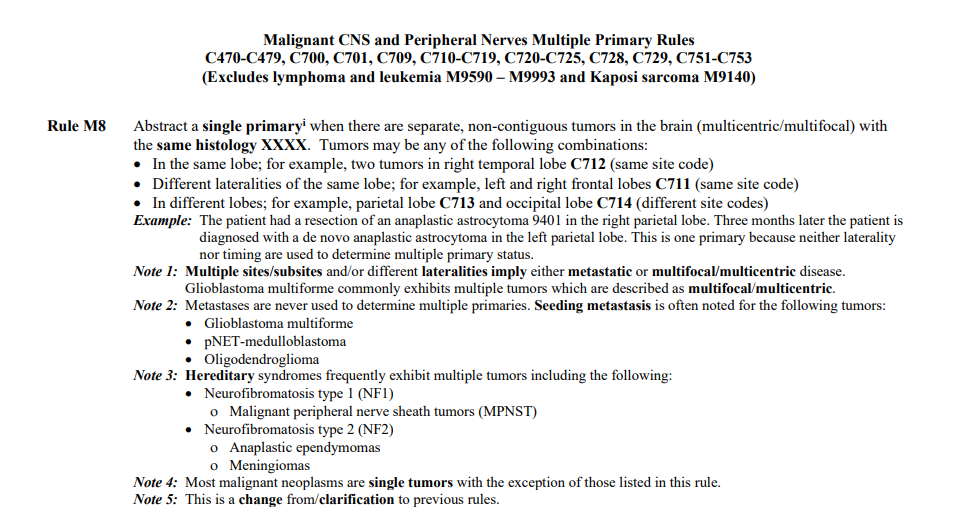 Malignant CNS and Peripheral Nerves Multiple Primary Rules
C470-C479, C700, C701, C709, C710-C719, C720-C725, C728, C729, C751-C753
(Excludes lymphoma and leukemia M9590 – M9993 and Kaposi sarcoma M9140)
Rule M8 Abstract a single primaryⁱ when there are separate, non-contiguous tumors in the brain (multicentric/multifocal) with
the same histology XXXX. Tumors may be any of the following combinations:
• In the same lobe; for example, two tumors in right temporal lobe C712 (same site code)
• Different lateralities of the same lobe; for example, left and right frontal lobes C711 (same site code)
• In different lobes; for example, parietal lobe C713 and occipital lobe C714 (different site codes)
Example: The patient had a resection of an anaplastic astrocytoma 9401 in the right parietal lobe. Three months later the patient is
diagnosed with a de novo anaplastic astrocytoma in the left parietal lobe. This is one primary because neither laterality
nor timing are used to determine multiple primary status.
Note 1: Multiple sites/subsites and/or different lateralities imply either metastatic or multifocal/multicentric disease.
Glioblastoma multiforme commonly exhibits multiple tumors which are described as multifocal/multicentric.
Note 2: Metastases are never used to determine multiple primaries. Seeding metastasis is often noted for the following tumors:
• Glioblastoma multiforme
• pNET-medulloblastoma
• Oligodendroglioma
Note 3: Hereditary syndromes frequently exhibit multiple tumors including the following:
• Neurofibromatosis type 1 (NF1)
o Malignant peripheral nerve sheath tumors (MPNST)
• Neurofibromatosis type 2 (NF2)
o Anaplastic ependymomas
o Meningiomas
Note 4: Most malignant neoplasms are single tumors with the exception of those listed in this rule.
Note 5: This is a change from/clarification to previous rules.